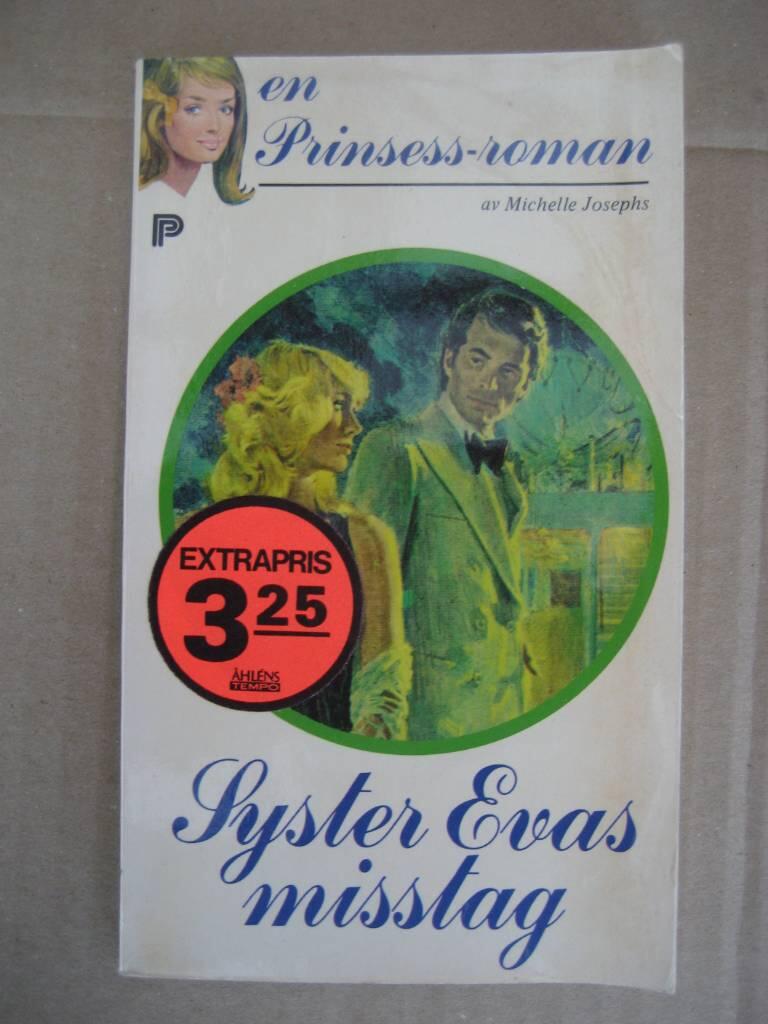 en
Prinsess-roman
av Michelle Josephs
P
EXTRAPRIS
3 25
ÅHLÉNS
TEMPO
Syster Evas
misstag